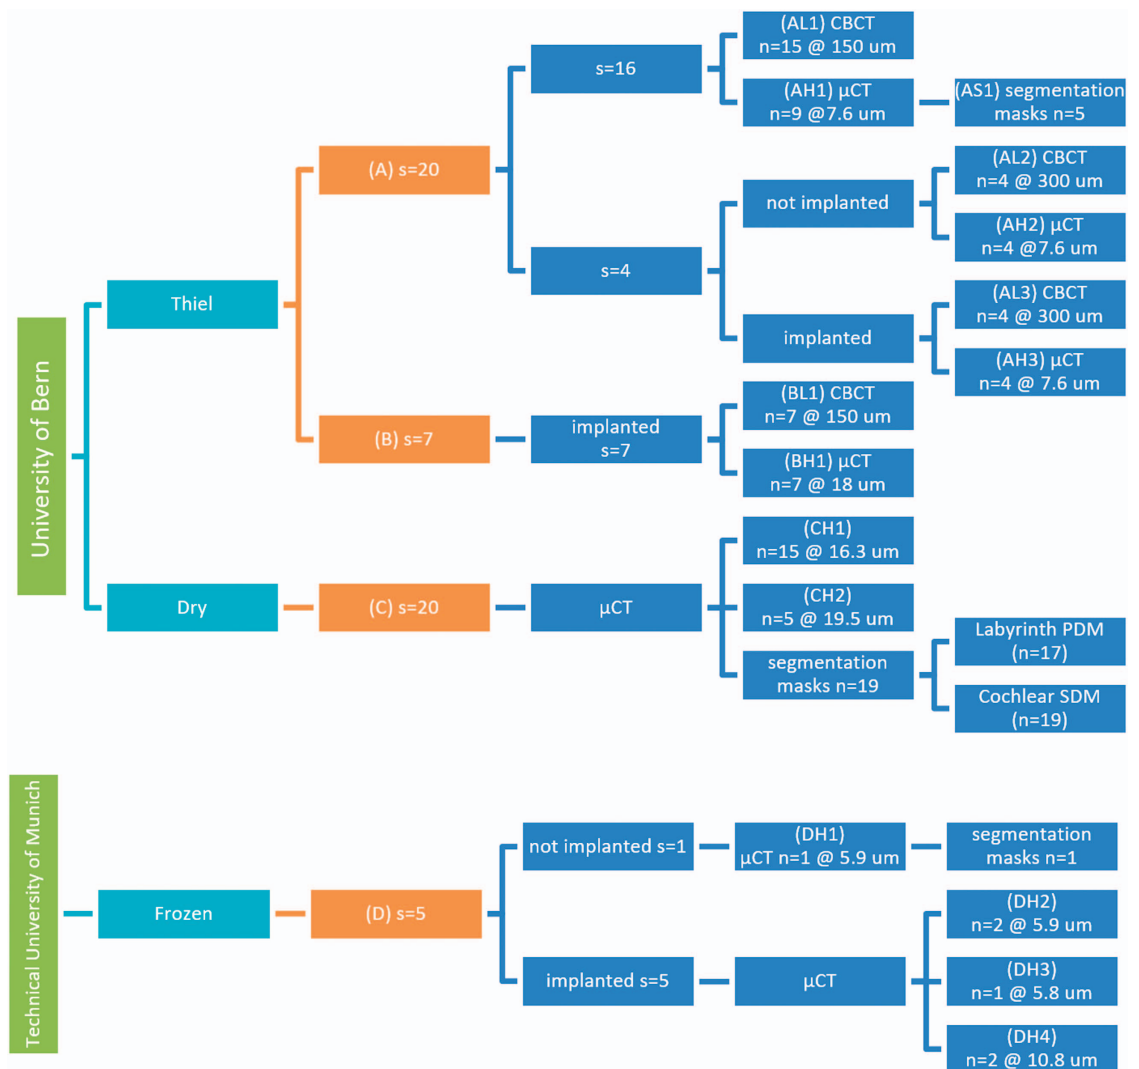 University of Bern
Thiel
(A) s=20
s=16
(AL1) CBCT
n=15 @ 150 um
(AH1) µCT
n=9 @7.6 um
(AS1) segmentation
masks n=5
s=4
not implanted
(AL2) CBCT
n=4 @ 300 um
(AH2) µCT
n=4 @7.6 um
implanted
(AL3) CBCT
n=4 @ 300 um
(AH3) µCT
n=4 @ 7.6 um
(B) s=7
implanted
s=7
(BL1) CBCT
n=7 @ 150 um
(BH1) µCT
n=7 @ 18 um
Dry
(C) s=20
µCT
(CH1)
n=15 @ 16.3 um
(CH2)
n=5 @ 19.5 um
segmentation
masks n=19
Labyrinth PDM
(n=17)
Cochlear SDM
(n=19)
Technical University of Munich
Frozen
(D) s=5
not implanted s=1
(DH1)
µCT n=1 @ 5.9 um
segmentation
masks n=1
implanted s=5
µCT
(DH2)
n=2 @ 5.9 um
(DH3)
n=1 @ 5.8 um
(DH4)
n=2 @ 10.8 um